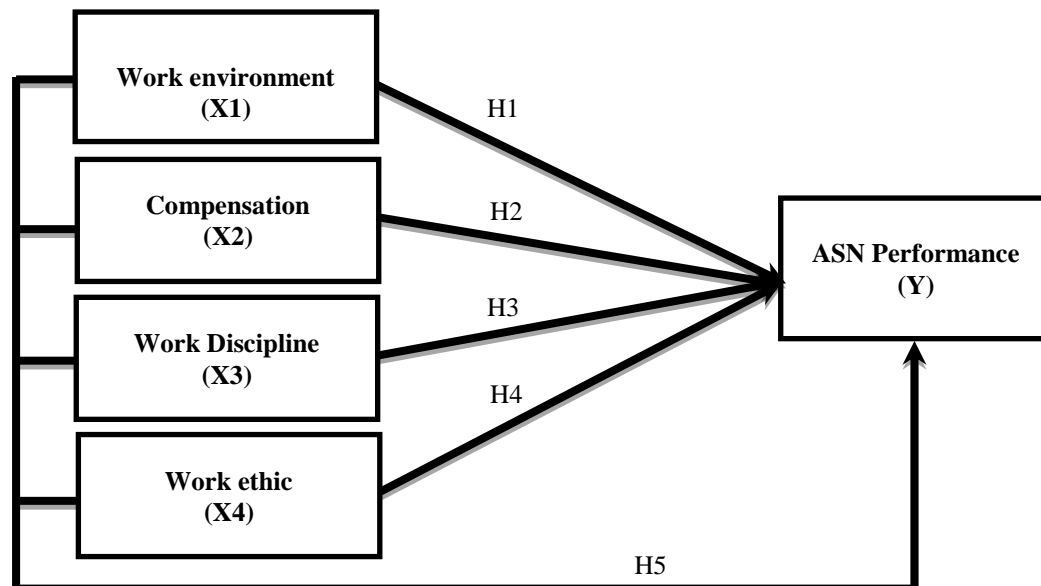 Work environment
(X1)
H1
Compensation
(X2)
H2
ASN Performance
(Y)
Work Discipline
(X3)
H3
H4
Work ethic
(X4)
H5